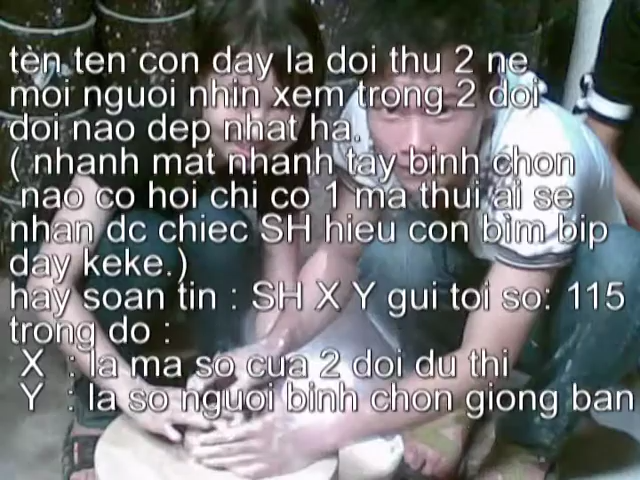 tèn ten con day la doi thu 2 ne
moi nguoi nhin xem trong 2 doi
doi nao dep nhat ha.
( nhanh mat nhanh tay binh chon
nao co hoi chi co 1 ma thui ai se
nhan dc chiec SH hieu con bìm bip
day keke.)
hay soan tin : SH X Y gui toi so: 115
trong do :
X : la ma so cua 2 doi du thi
Y : la so nguoi binh chon giong ban